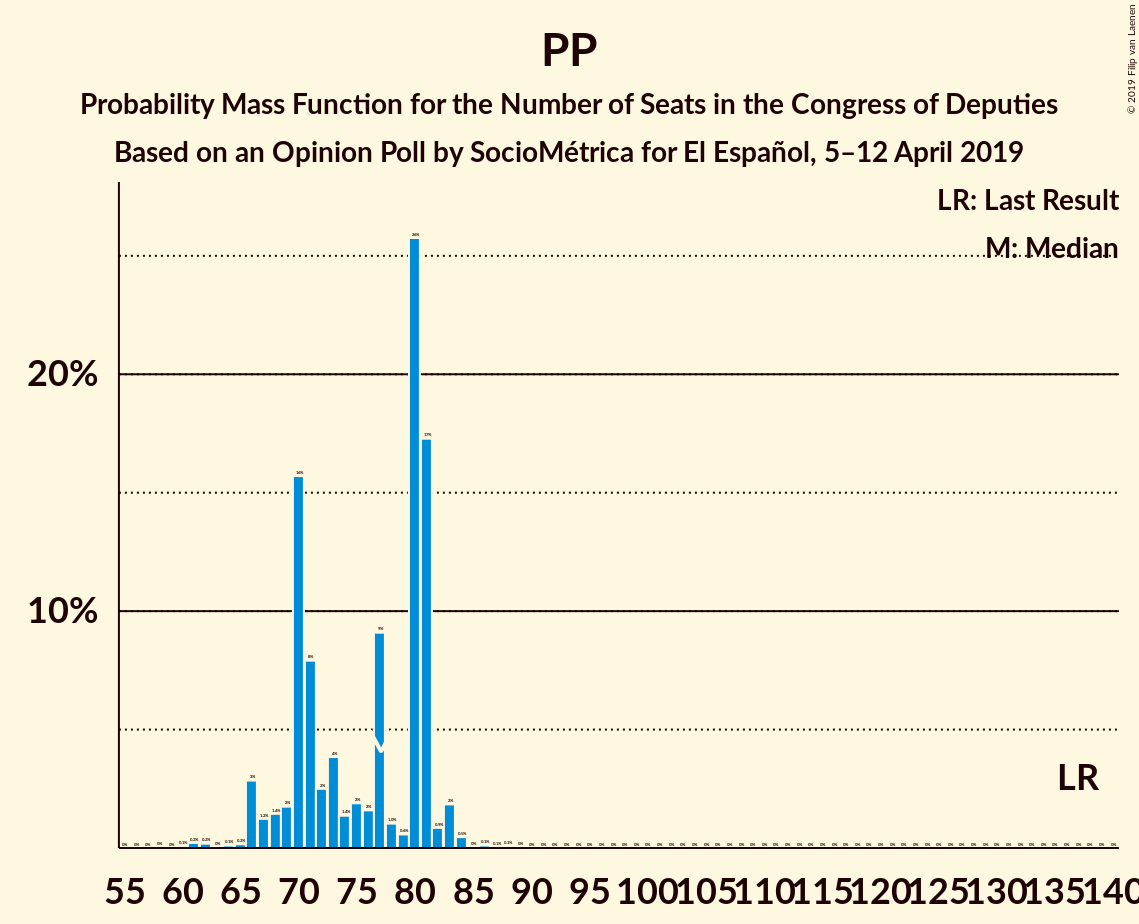 PP
Probability Mass Function for the Number of Seats in the Congress of Deputies
Based on an Opinion Poll by SocioMétrica for El Español, 5–12 April 2019
© 2019 Filip van Laenen
LR: Last Result
M: Median
20%
10%
LR
55 60 65 70 75 80 85 90 95 100 105 110 115 120 125 130 135 140